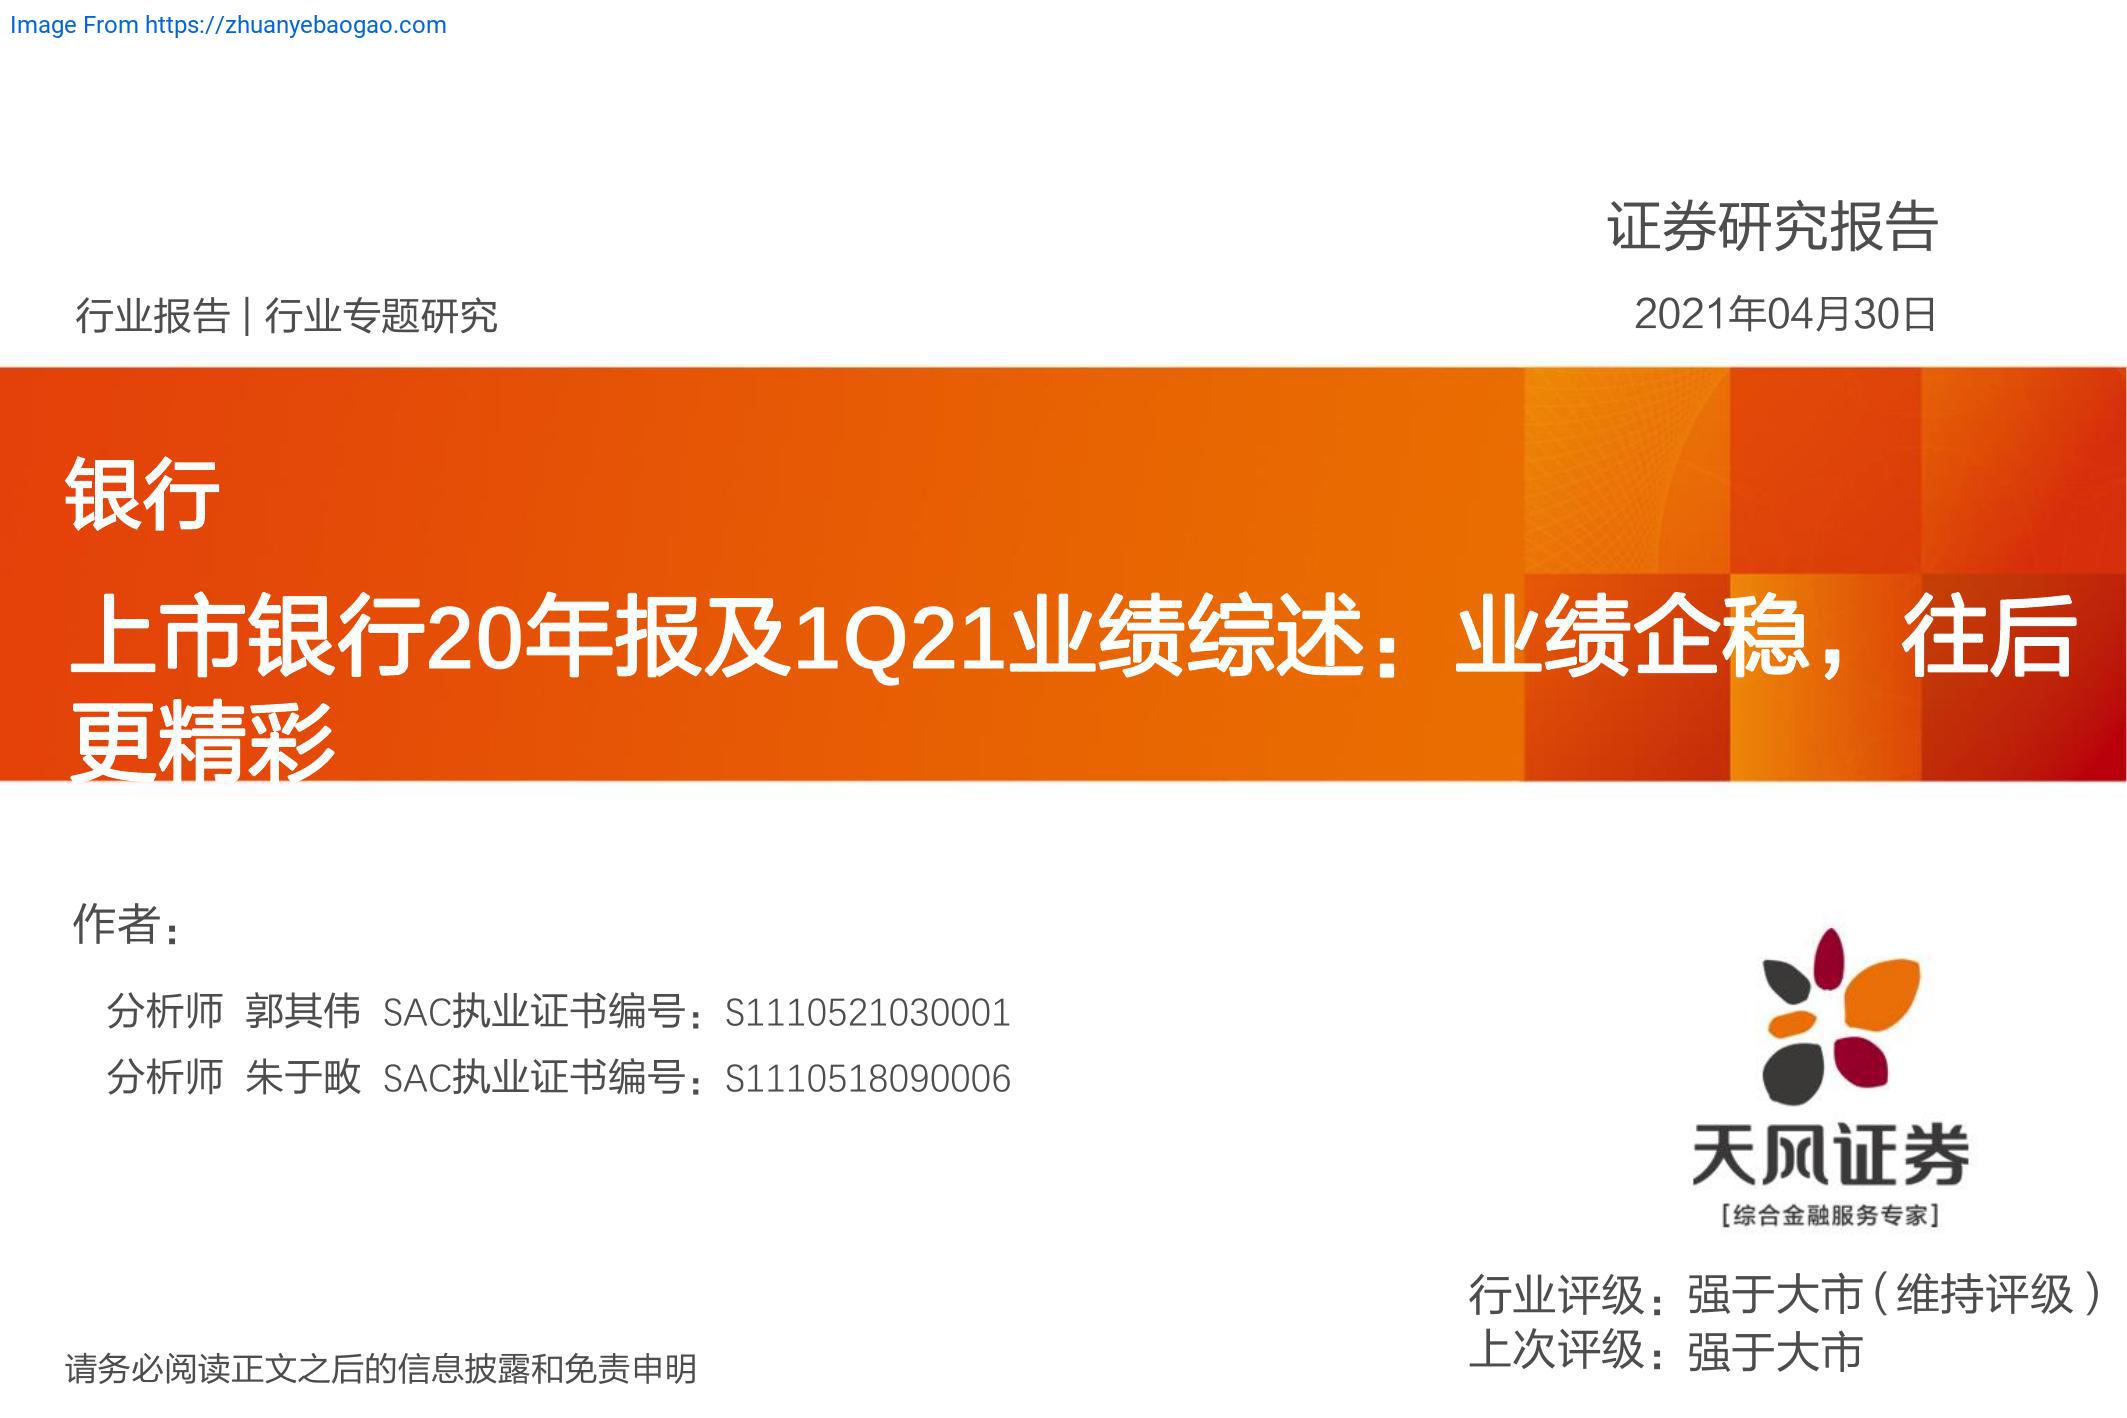 Image From https://zhuanyebaogao.com
证券研究报告
行业报告 | 行业专题研究
2021年04月30日
银行
上市银行20年报及1Q21业绩综述：业绩企稳，往后
更精彩
作者：
分析师 郭其伟 SAC执业证书编号：S1110521030001
分析师 朱于畋 SAC执业证书编号：S1110518090006
天风证券
[综合金融服务专家]
行业评级：强于大市（维持评级）
上次评级：强于大市
请务必阅读正文之后的信息披露和免责申明